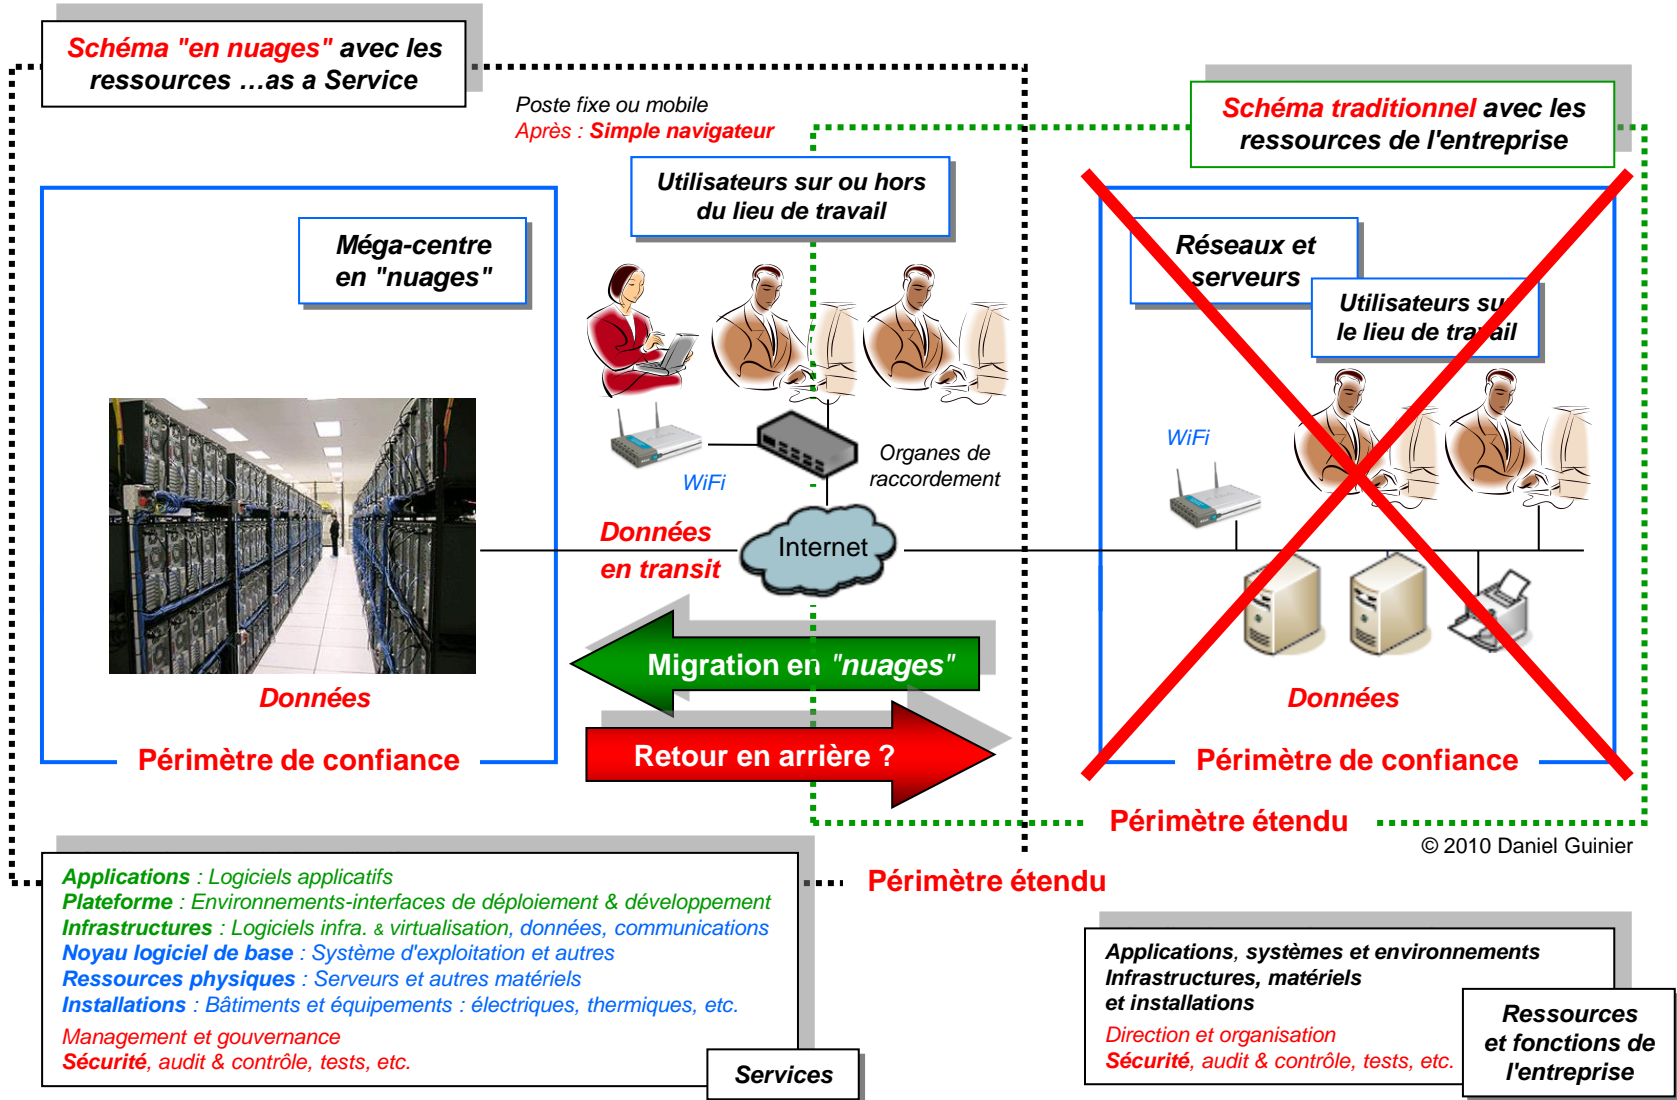 Schéma "en nuages" avec les
ressources …as a Service
Poste fixe ou mobile
Après : Simple navigateur
Schéma traditionnel avec les
ressources de l'entreprise
Utilisateurs sur ou hors
du lieu de travail
Méga-centre
en "nuages"
Réseaux et
serveurs
Utilisateurs sur
le lieu de travail
WiFi
Organes de
raccordement
WiFi
Données
en transit
Internet
Migration en "nuages"
Données
Données
Retour en arrière ?
Périmètre de confiance
Périmètre de confiance
Périmètre étendu
© 2010 Daniel Guinier
Périmètre étendu
Applications : Logiciels applicatifs
Plateforme : Environnements-interfaces de déploiement & développement
Infrastructures : Logiciels infra. & virtualisation, données, communications
Noyau logiciel de base : Système d'exploitation et autres
Ressources physiques : Serveurs et autres matériels
Installations : Bâtiments et équipements : électriques, thermiques, etc.
Management et gouvernance
Sécurité, audit & contrôle, tests, etc.
Services
Applications, systèmes et environnements
Infrastructures, matériels
et installations
Direction et organisation
Sécurité, audit & contrôle, tests, etc.
Ressources
et fonctions de
l'entreprise